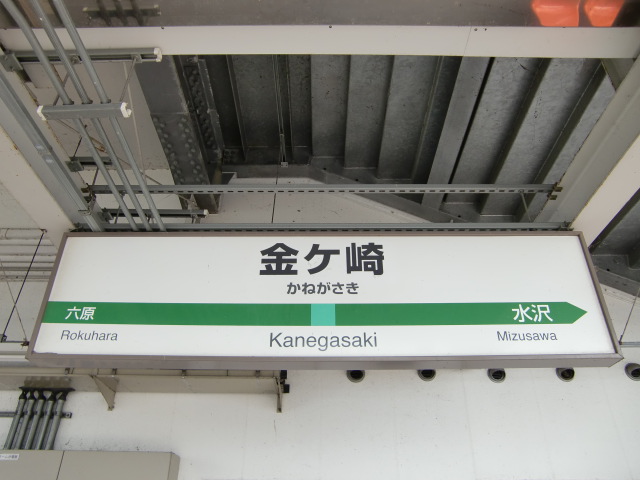 金ケ崎
かねがさき
六原
水沢
Rokuhara
Kanegasaki
Mizusawa